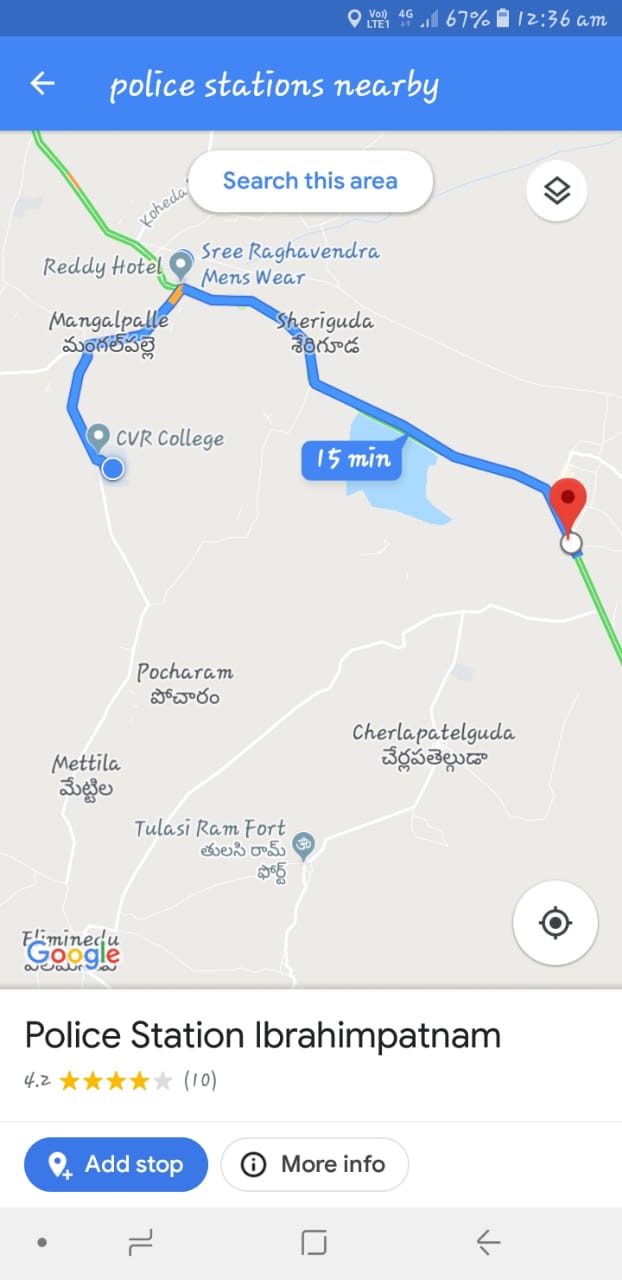 Vo)) 4G
LTE1 67% 12:36 am
police stations nearby
Search this area
Koheda
Sree Raghavendra
Mens Wear
Reddy Hotel
Mangalpalle
మంగల్‌పల్లె
Sheriguda
శేరిగూడ
CVR College
15 min
Pocharam
పోచారం
Cherlapatelguda
చేర్లపతెల్గుడా
Mettila
మేట్టిల
Tulasi Ram Fort
తులసి రామ్
ఫోర్ట్
Eliminedu
Google
Police Station Ibrahimpatnam
4.2 (10)
Add stop
More info